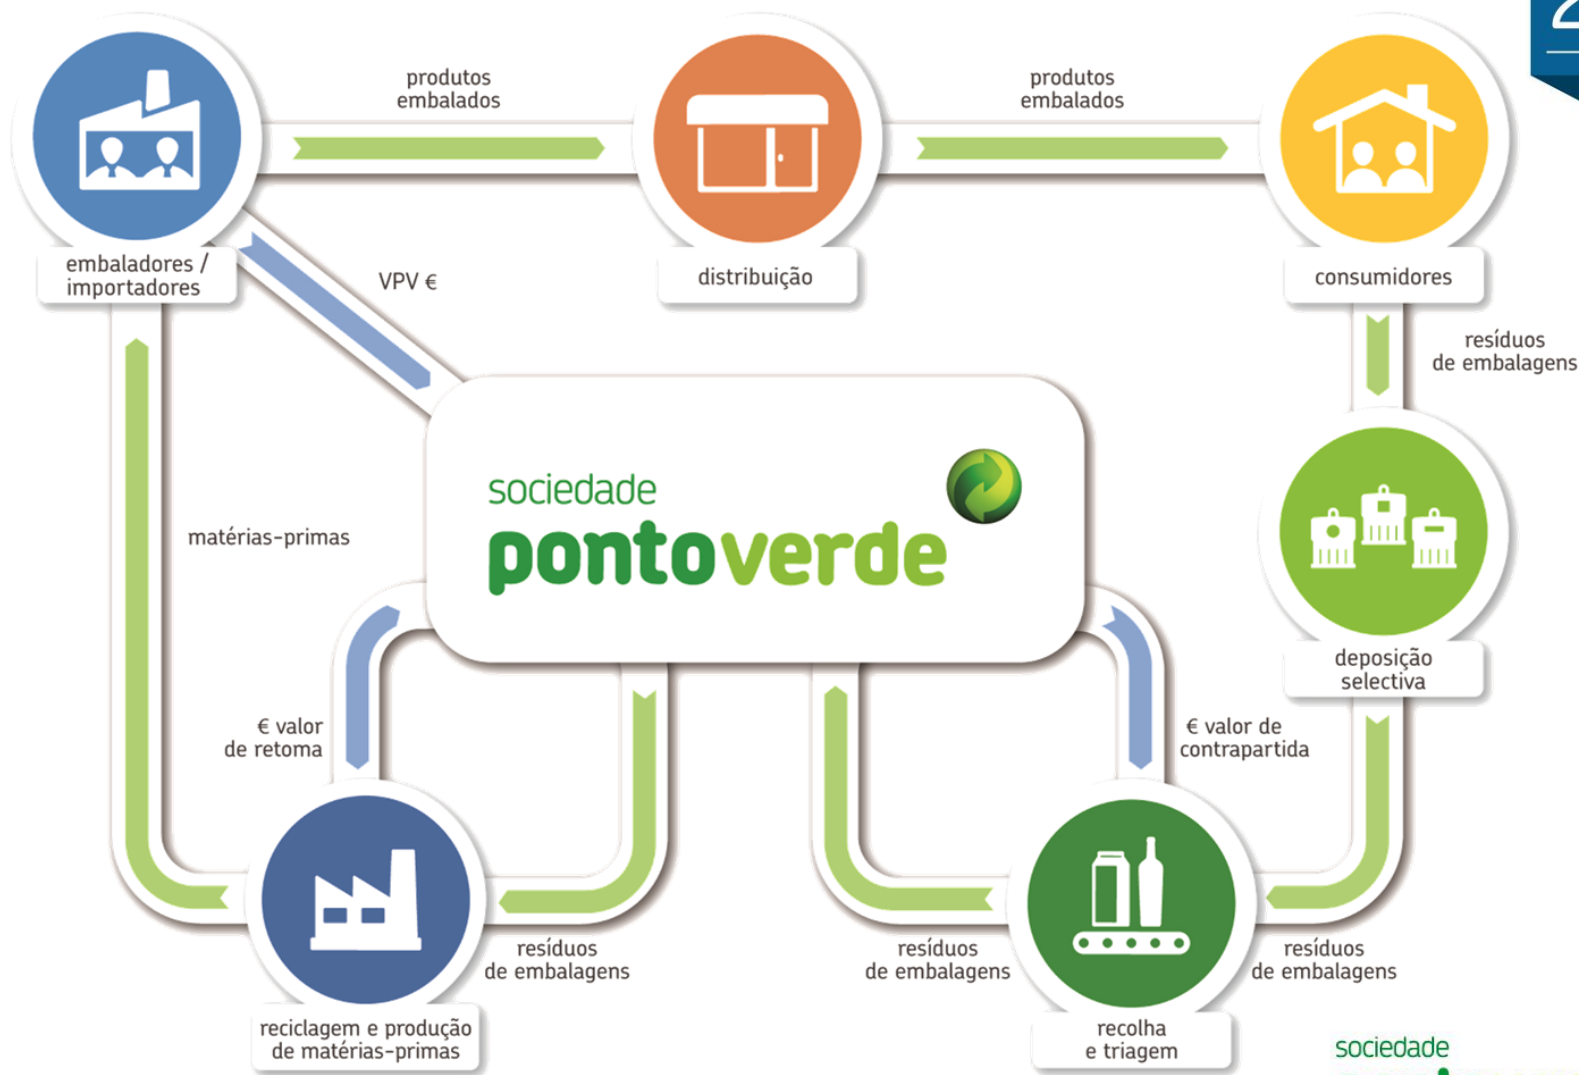 2
produtos
embalados
produtos
embalados
embaladores /
importadores
VPV €
distribuição
consumidores
resíduos
de embalagens
sociedade
pontoverde
matérias-primas
deposição
selectiva
€ valor
de retoma
€ valor de
contrapartida
resíduos
de embalagens
resíduos
de embalagens
resíduos
de embalagens
reciclagem e produção
de matérias-primas
recolha
e triagem
sociedade